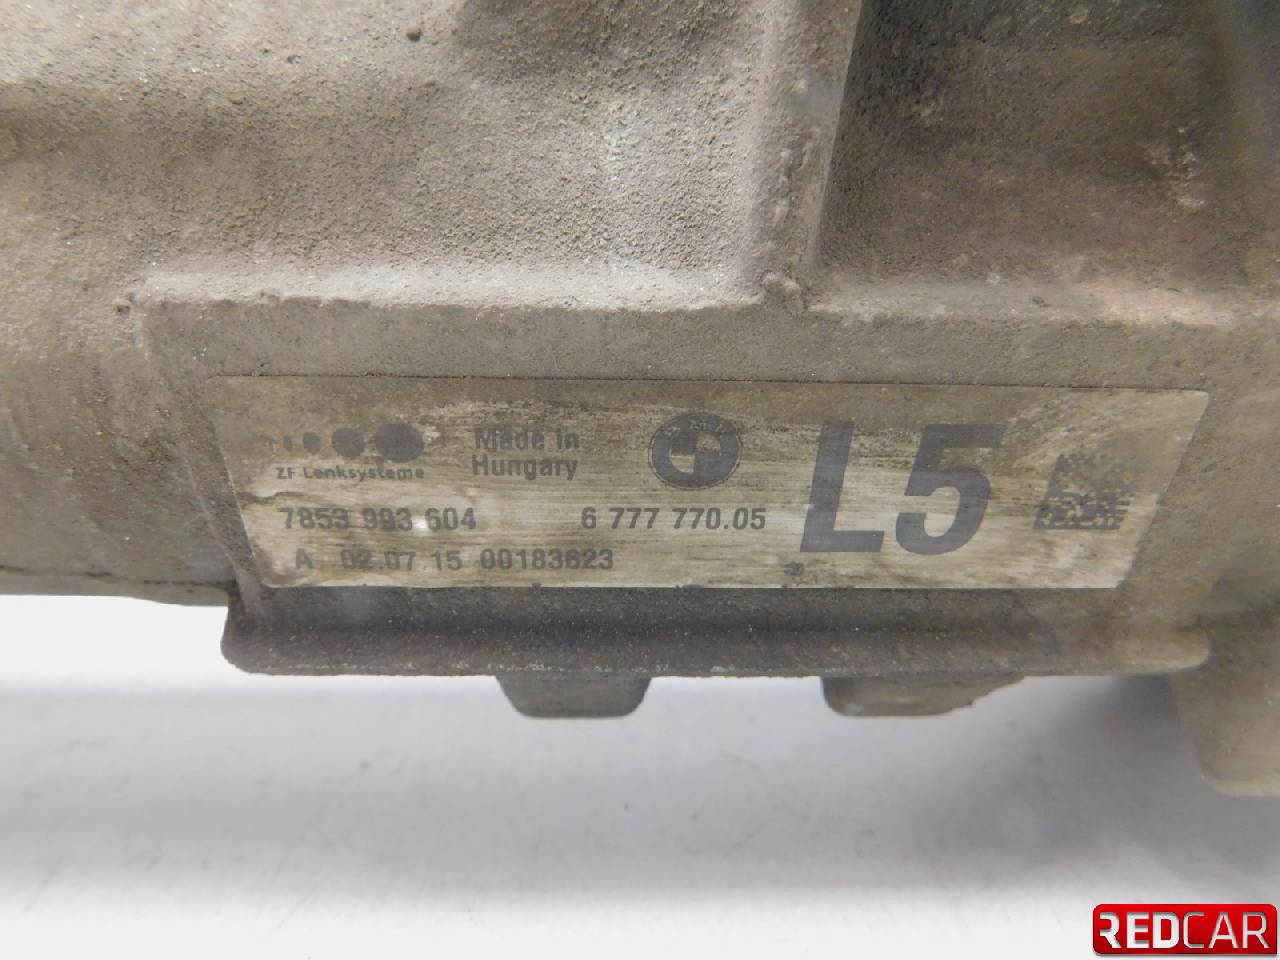 ZF Lenksysteme
Made in
Hungary
L5
7853 993 604
6 777 770.05
A 02.07 15 00183623
REDCAR